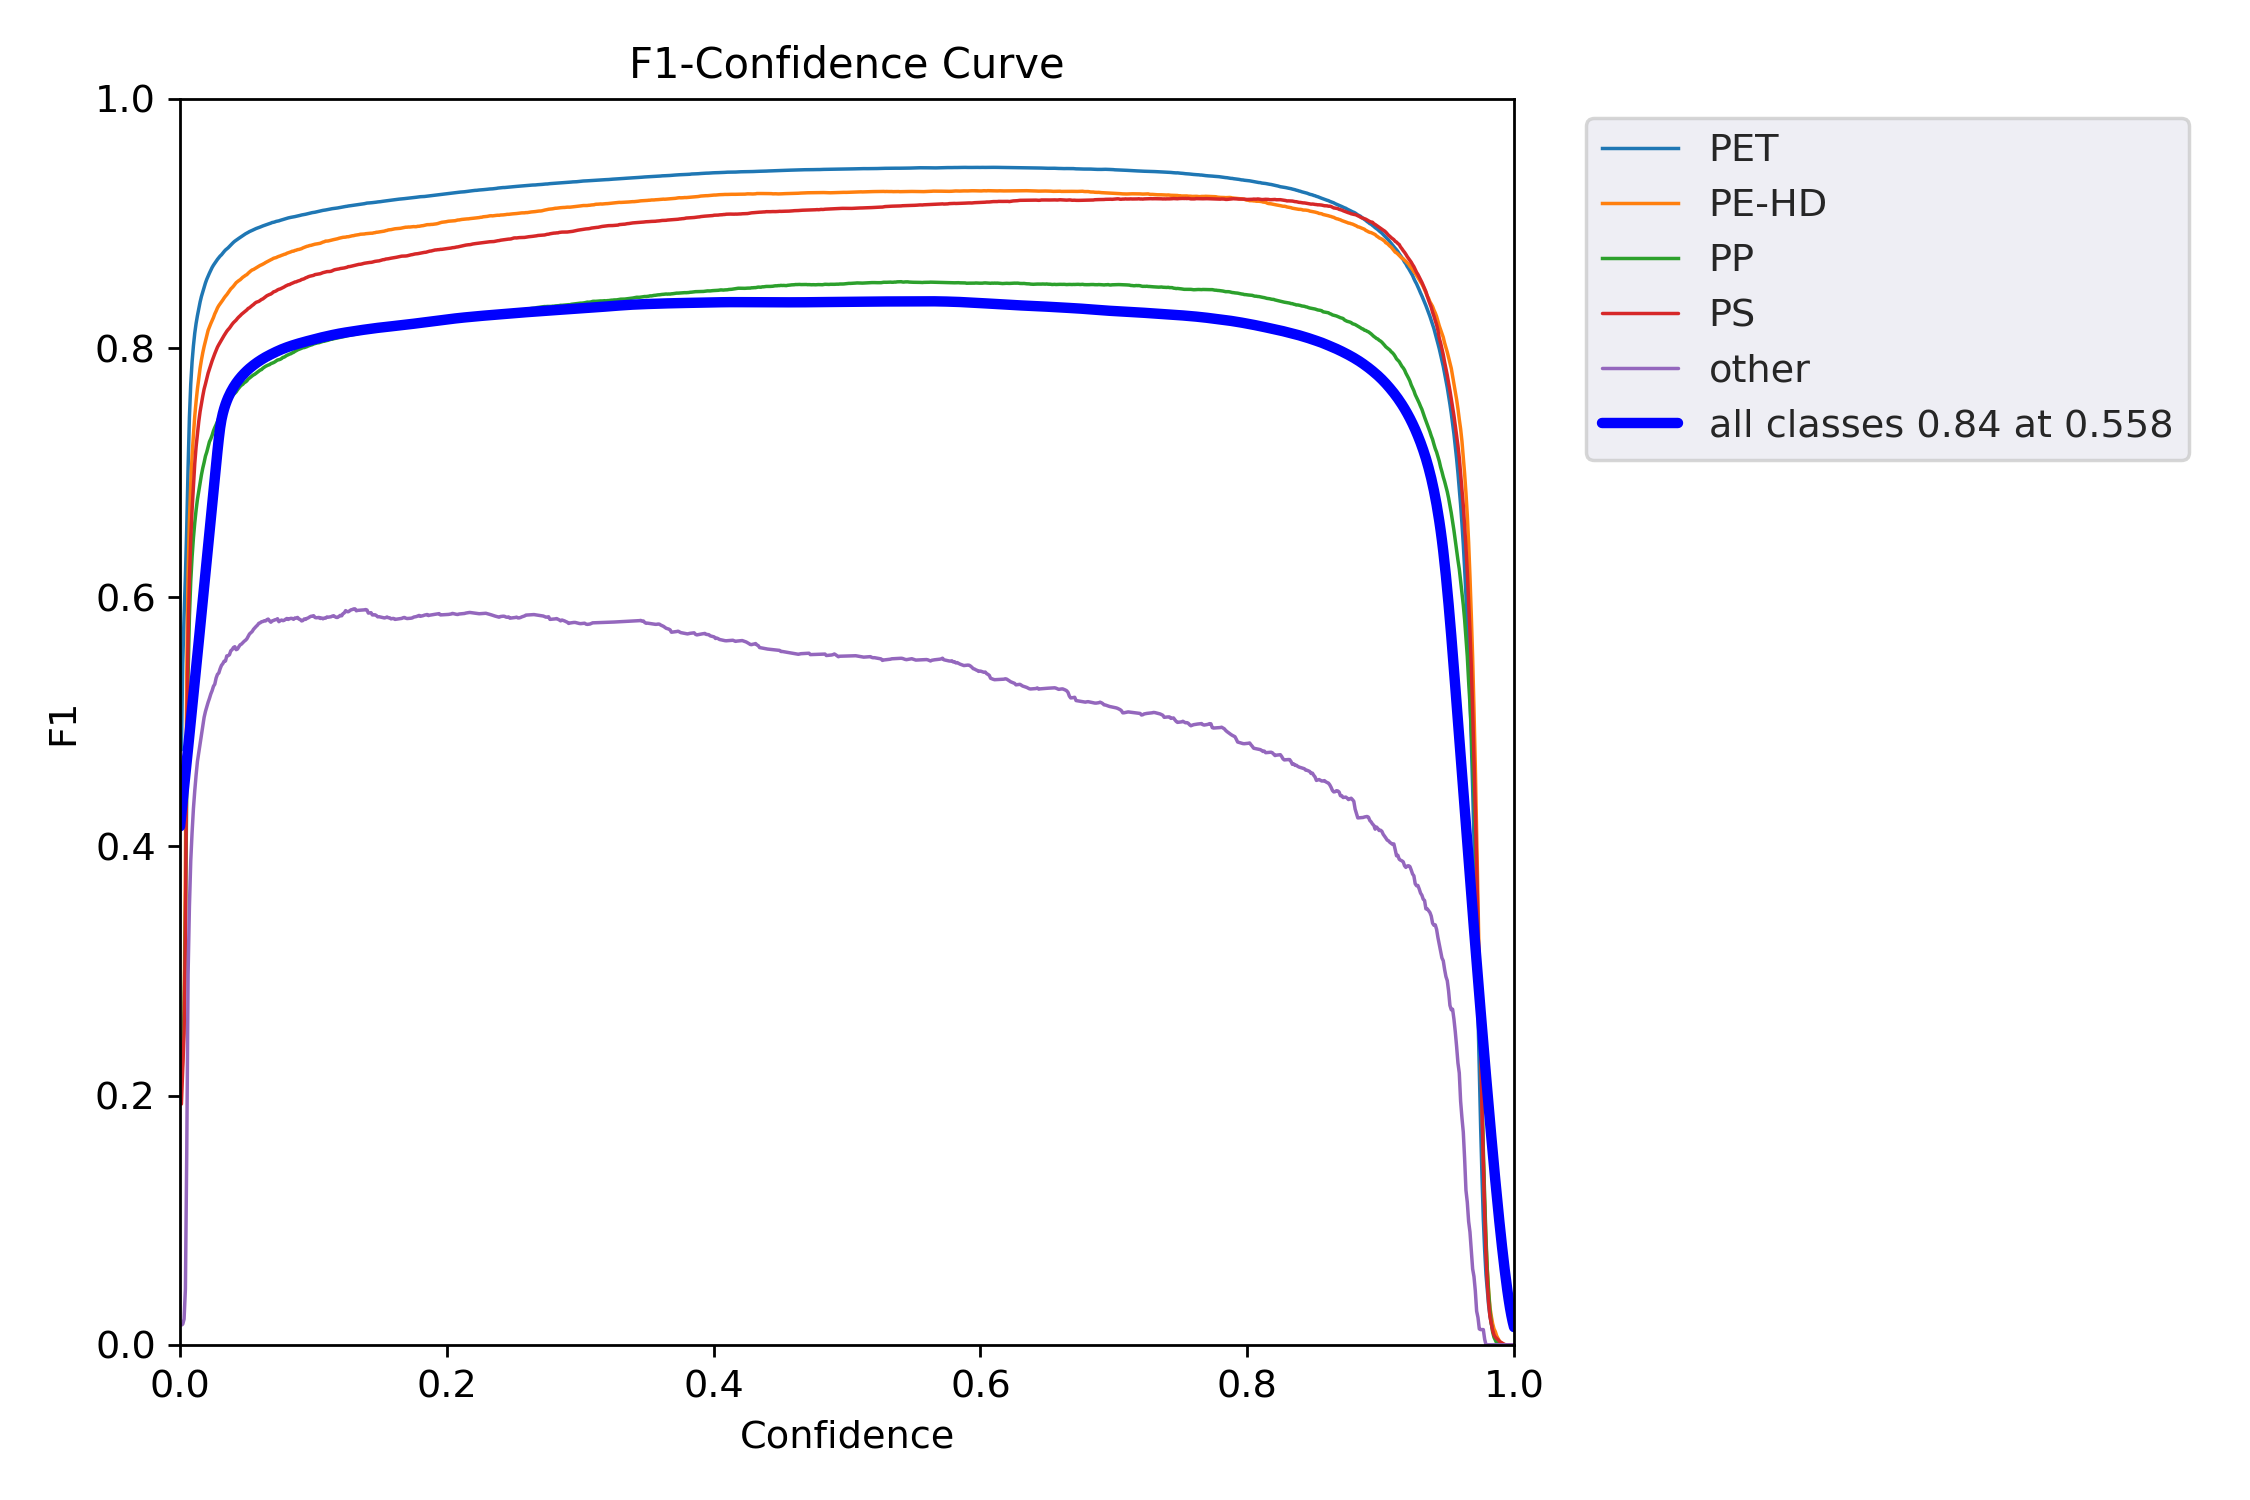 F1-Confidence Curve
1.0
0.8
0.6
0.4
0.2
0.0
F1
0.0 0.2 0.4 0.6 0.8 1.0
Confidence
PET
PE-HD
PP
PS
other
all classes 0.84 at 0.558